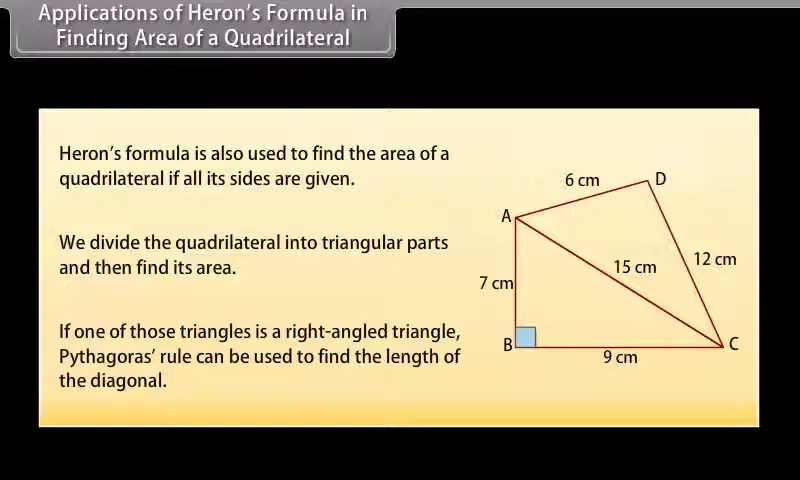 Applications of Heron's Formula in
Finding Area of a Quadrilateral
Heron's formula is also used to find the area of a
quadrilateral if all its sides are given.
We divide the quadrilateral into triangular parts
and then find its area.
If one of those triangles is a right-angled triangle,
Pythagoras' rule can be used to find the length of
the diagonal.
6 cm
D
A
15 cm
12 cm
7 cm
B
C
9 cm